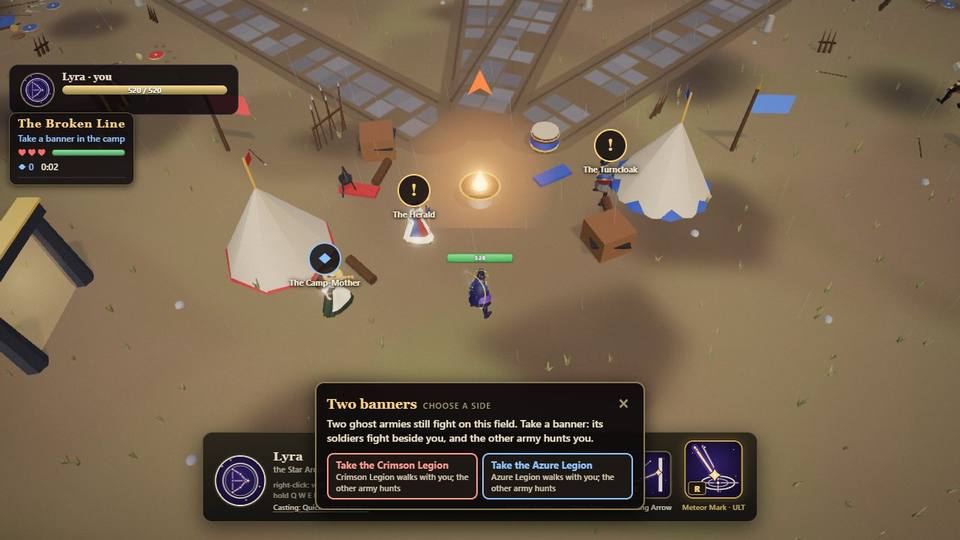 Lyra - you
520 / 520
The Broken Line
Take a banner in the camp
0 0:02
!
The Turncloak
!
The Herald
The Camp-Mother
Two banners CHOOSE A SIDE ×
Two ghost armies still fight on this field. Take a banner: its
soldiers fight beside you, and the other army hunts you.
Take the Crimson Legion
Crimson Legion walks with you; the
other army hunts
Take the Azure Legion
Azure Legion walks with you; the
other army hunts
Lyra
the Star
right-click:
hold Q W E
Casting:
Arrow
R
Meteor Mark · ULT